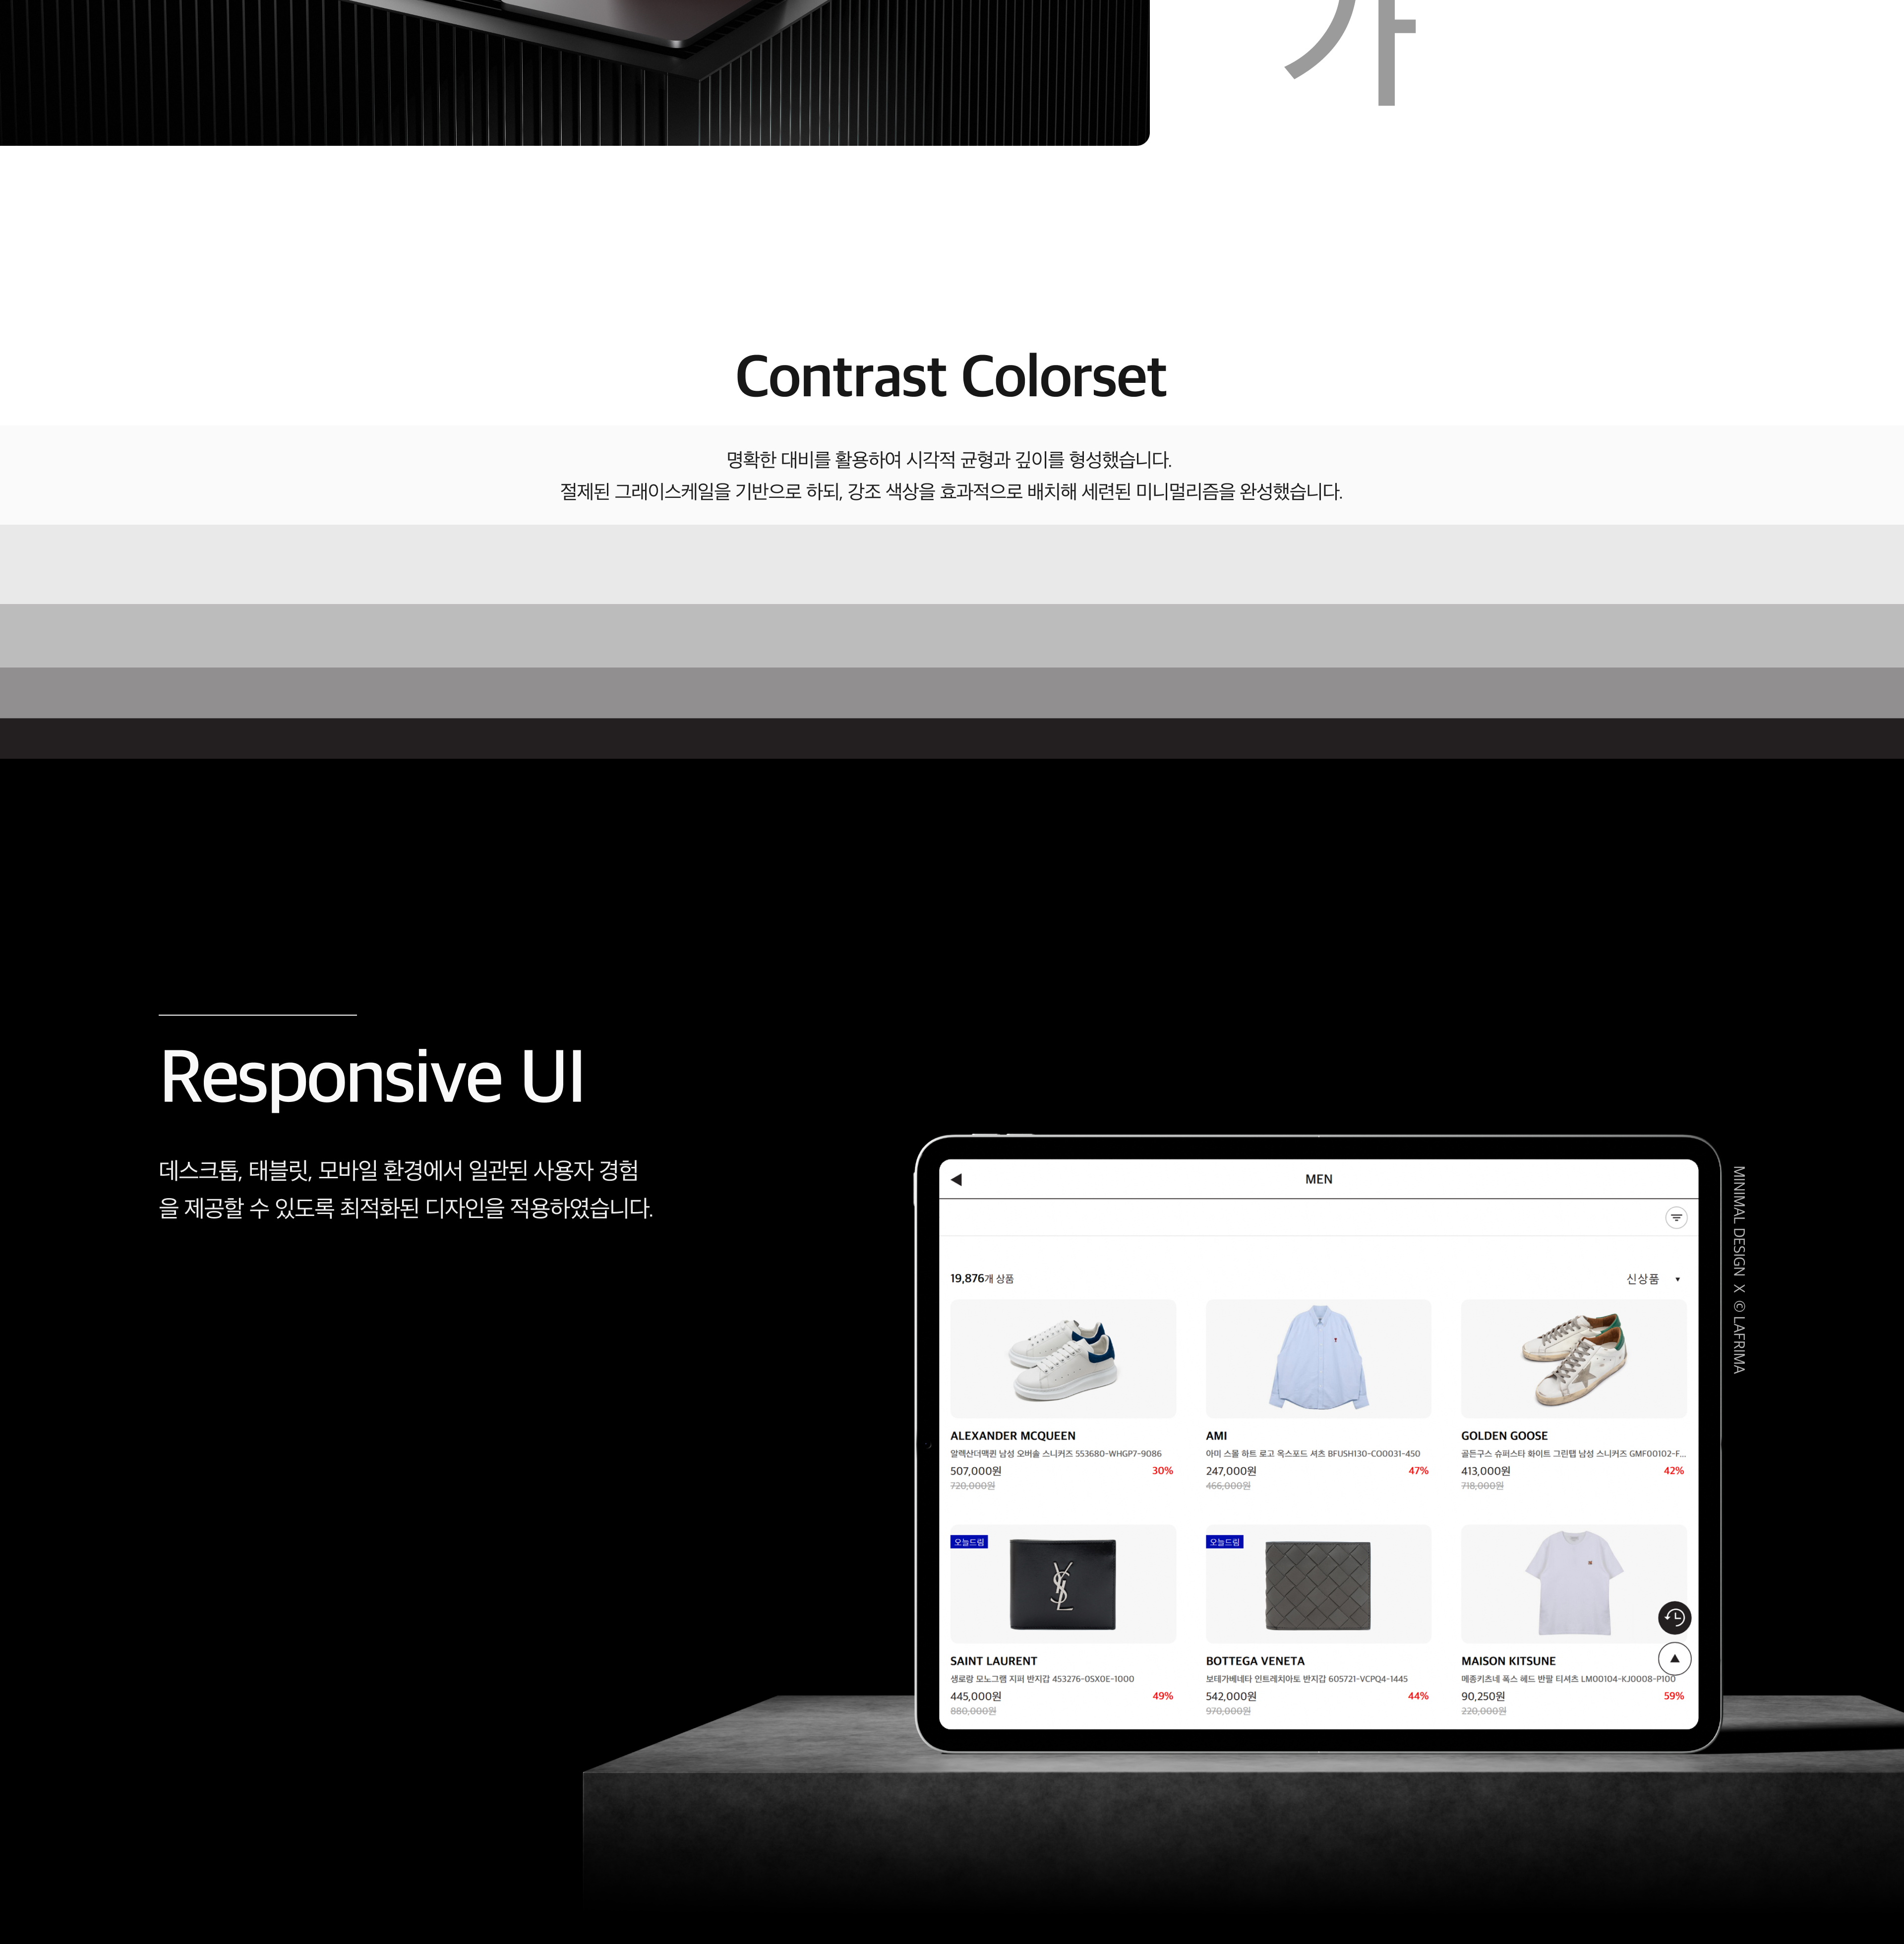 가
Contrast Colorset
명확한 대비를 활용하여 시각적 균형과 깊이를 형성했습니다.
절제된 그레이스케일을 기반으로 하되, 강조 색상을 효과적으로 배치해 세련된 미니멀리즘을 완성했습니다.
Responsive UI
데스크톱, 태블릿, 모바일 환경에서 일관된 사용자 경험
을 제공할 수 있도록 최적화된 디자인을 적용하였습니다.
MINIMAL DESIGN X © LAFRIMA
MEN
19,876개 상품
신상품
ALEXANDER MCQUEEN
알렉산더맥퀸 남성 오버솔 스니커즈 553680-WHGP7-9086
507,000원 30%
720,000원
AMI
아미 스몰 하트 로고 옥스포드 셔츠 BFUSH130-CO0031-450
247,000원 47%
466,000원
GOLDEN GOOSE
골든구스 슈퍼스타 화이트 그린탭 남성 스니커즈 GMF00102-F...
413,000원 42%
718,000원
오늘드림
YSL
SAINT LAURENT
생로랑 모노그램 지퍼 반지갑 453276-0SX0E-1000
445,000원 49%
880,000원
오늘드림
BOTTEGA VENETA
보테가베네타 인트레치아토 반지갑 605721-VCPQ4-1445
542,000원 44%
970,000원
MAISON KITSUNE
메종키츠네 폭스 헤드 반팔 티셔츠 LM00104-KJ0008-P100
90,250원 59%
220,000원